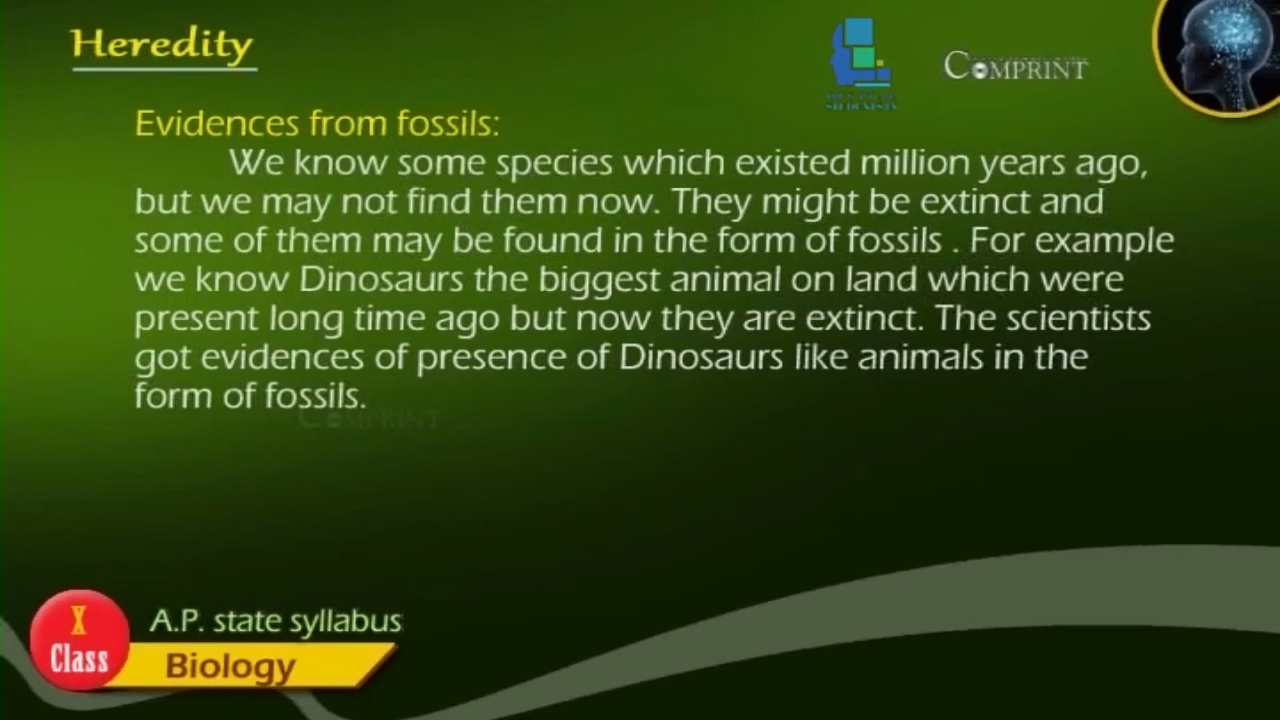 Heredity
COMPRINT
Evidences from fossils:
We know some species which existed million years ago,
but we may not find them now. They might be extinct and
some of them may be found in the form of fossils . For example
we know Dinosaurs the biggest animal on land which were
present long time ago but now they are extinct. The scientists
got evidences of presence of Dinosaurs like animals in the
form of fossils.
COMPRINT
X
Class
A.P. state syllabus
Biology